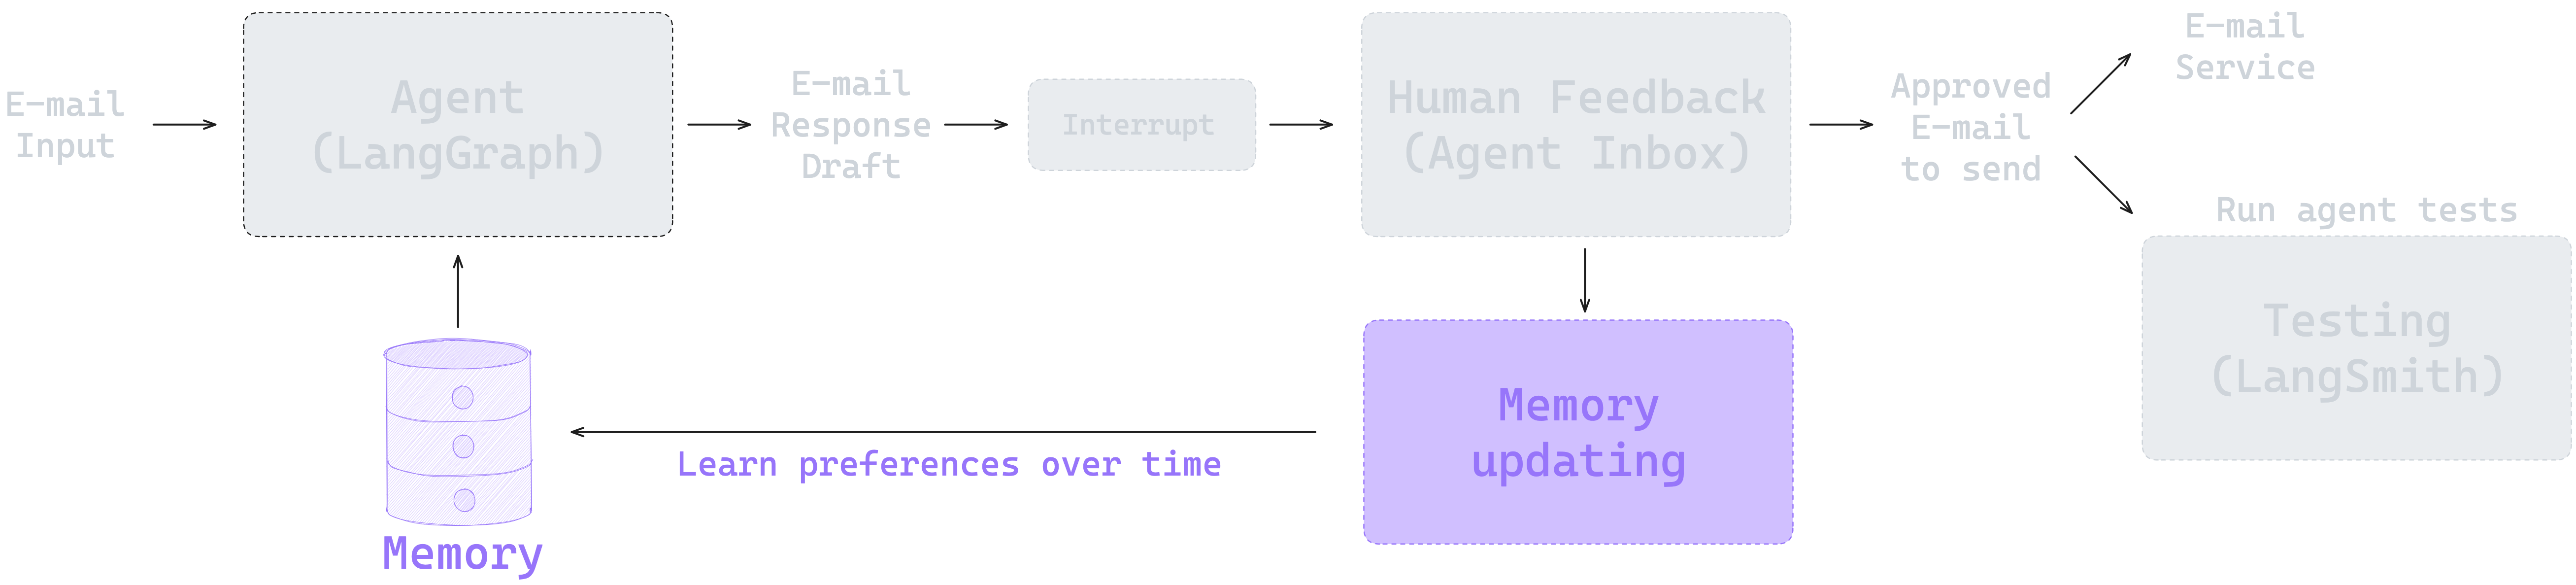 E-mail
Input
Agent
(LangGraph)
E-mail
Response
Draft
Interrupt
Human Feedback
(Agent Inbox)
Approved
E-mail
to send
E-mail
Service
Run agent tests
Testing
(LangSmith)
Memory
updating
Learn preferences over time
Memory